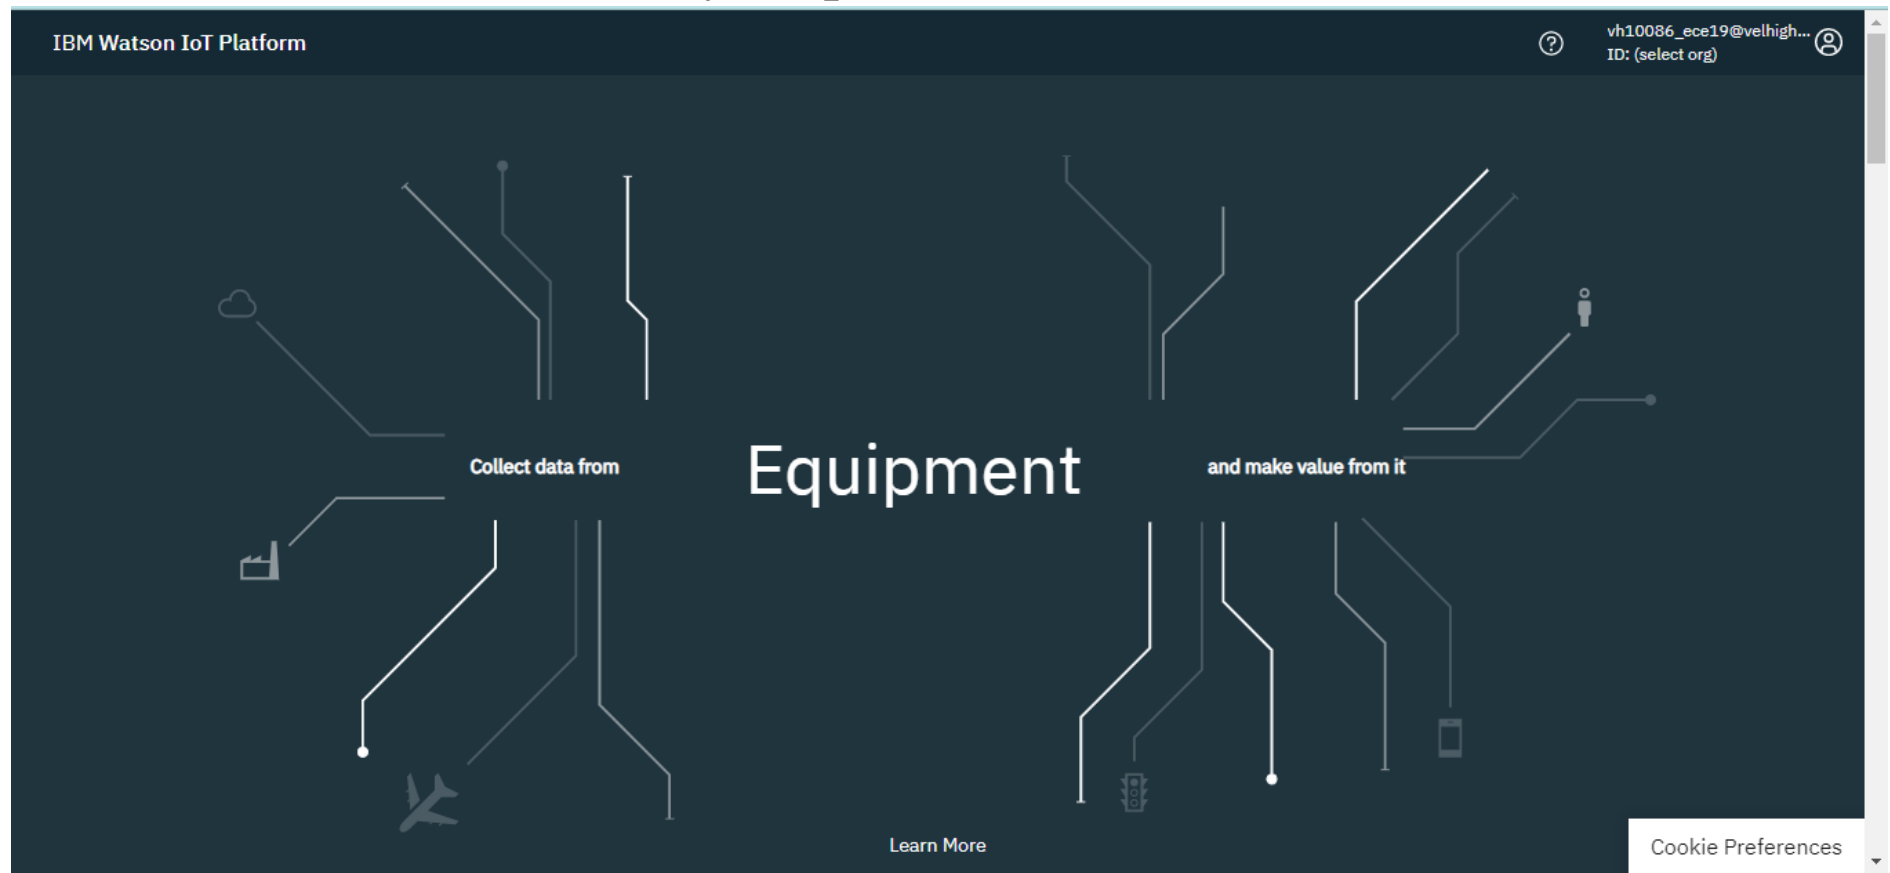 IBM Watson IoT Platform
vh10086_ece19@velhigh...
ID: (select org)
Collect data from
Equipment
and make value from it
Learn More
Cookie Preferences